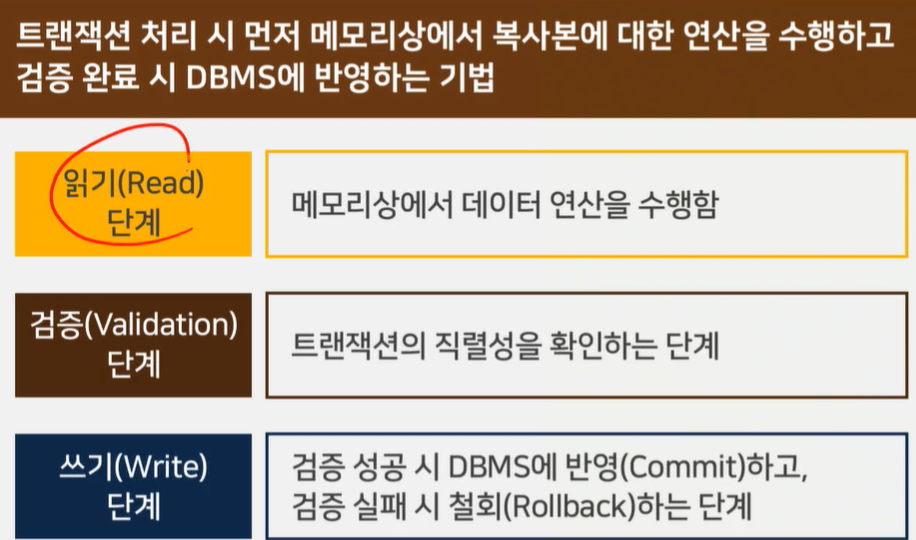 트랜잭션 처리 시 먼저 메모리상에서 복사본에 대한 연산을 수행하고
검증 완료 시 DBMS에 반영하는 기법
읽기(Read)
단계
메모리상에서 데이터 연산을 수행함
검증(Validation)
단계
트랜잭션의 직렬성을 확인하는 단계
쓰기(Write)
단계
검증 성공 시 DBMS에 반영(Commit)하고,
검증 실패 시 철회(Rollback)하는 단계